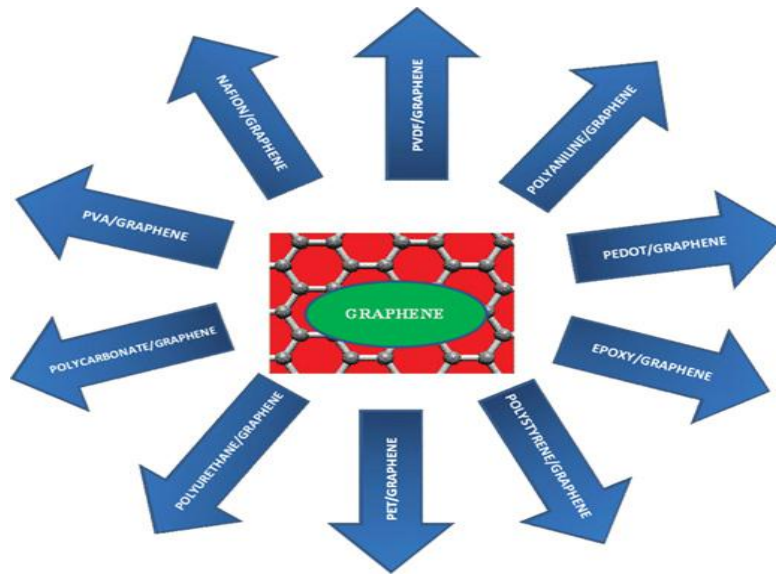 NAFION/GRAPHENE
PVDF/GRAPHENE
POLYANILINE/GRAPHENE
PVA/GRAPHENE
PEDOT/GRAPHENE
GRAPHENE
POLYCARBONATE/GRAPHENE
EPOXY/GRAPHENE
POLYURETHANE/GRAPHENE
PET/GRAPHENE
POLYSTYRENE/GRAPHENE